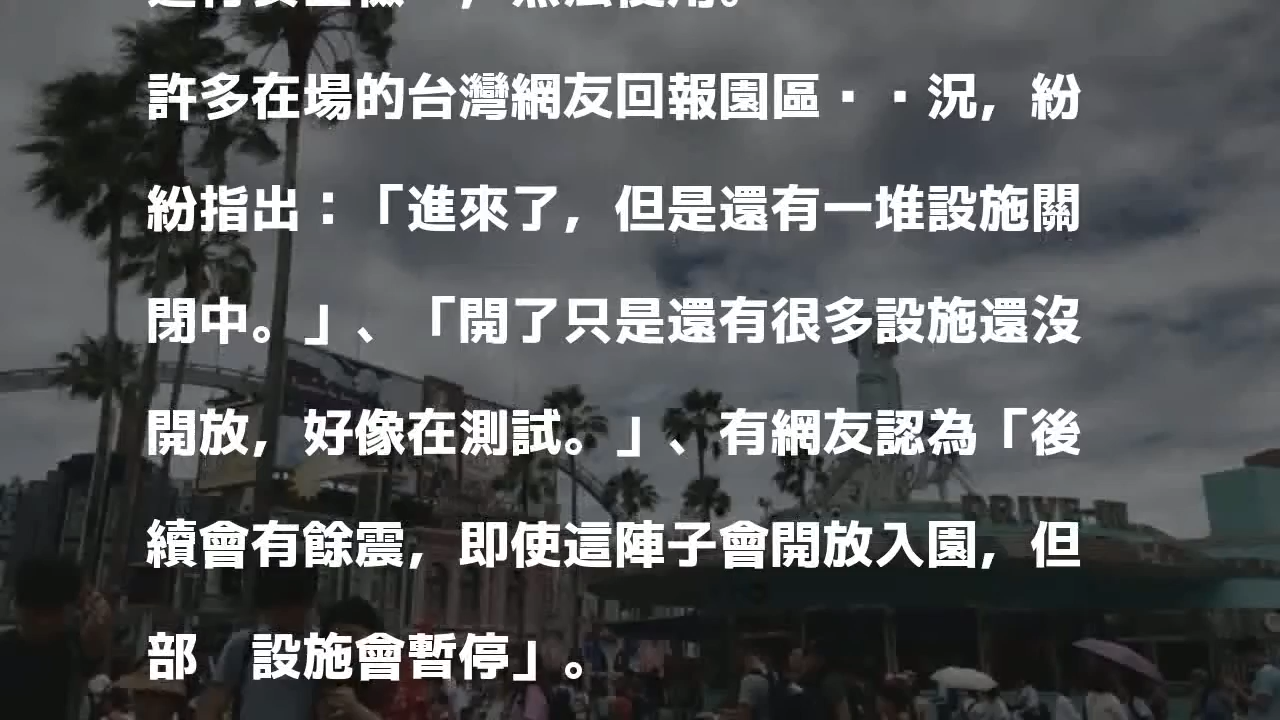 許多在場的台灣網友回報園區··況，紛
紛指出：「進來了，但是還有一堆設施關
閉中。」、「開了只是還有很多設施還沒
開放，好像在測試。」、有網友認為「後
續會有餘震，即使這陣子會開放入園，但
部　設施會暫停」。
DRIVE-IN